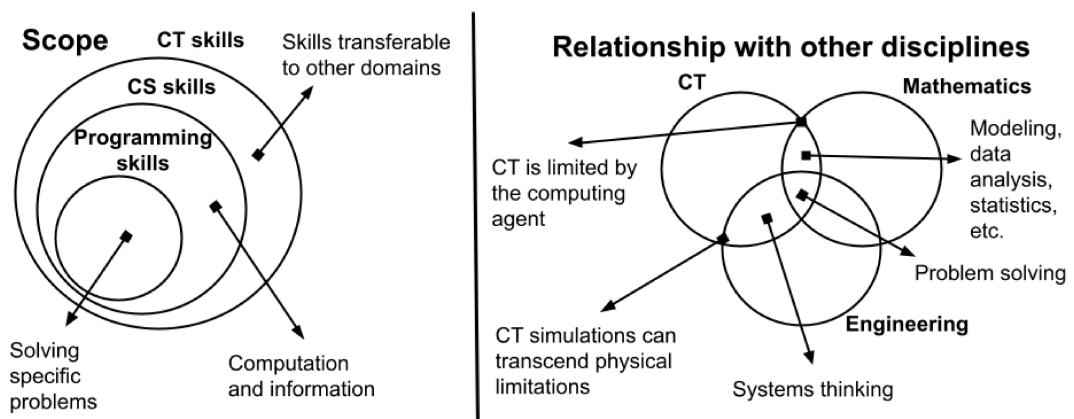 Scope
CT skills
Skills transferable
to other domains
CS skills
Programming
skills
Solving
specific
problems
Computation
and information
Relationship with other disciplines
CT
Mathematics
CT is limited by
the computing
agent
Modeling,
data
analysis,
statistics,
etc.
Problem solving
Engineering
CT simulations can
transcend physical
limitations
Systems thinking